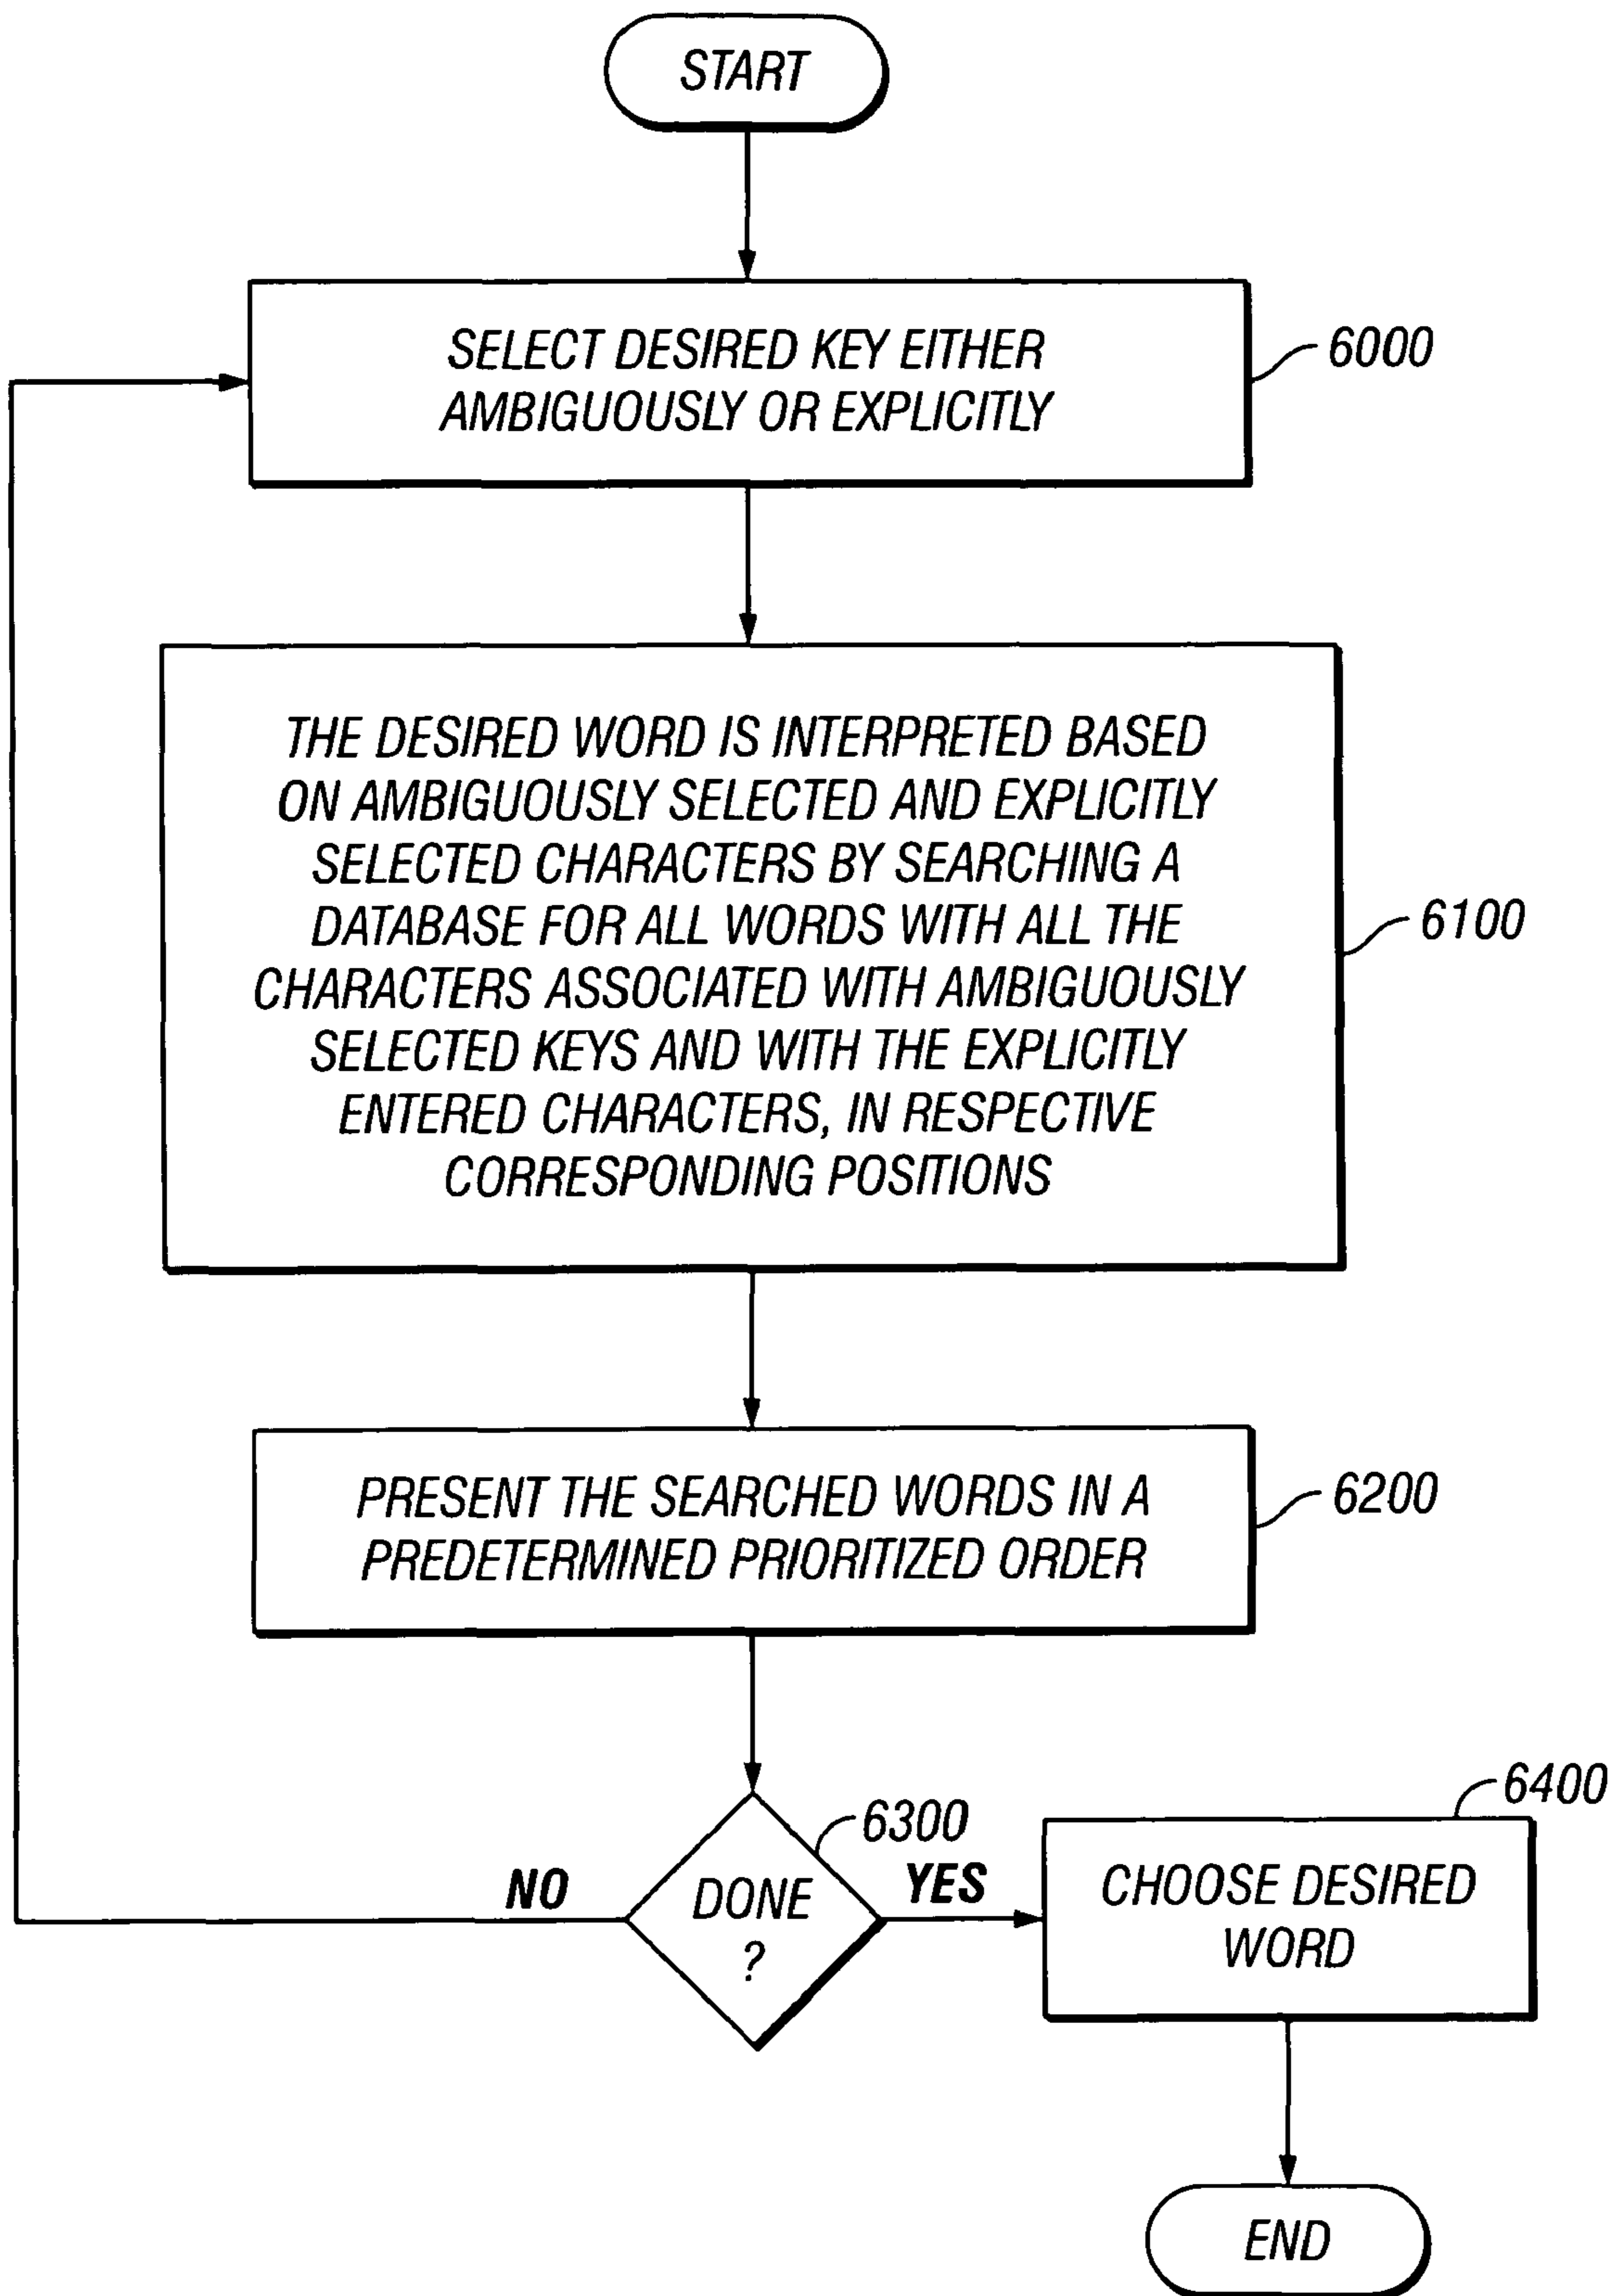 START
SELECT DESIRED KEY EITHER
AMBIGUOUSLY OR EXPLICITLY
6000
THE DESIRED WORD IS INTERPRETED BASED
ON AMBIGUOUSLY SELECTED AND EXPLICITLY
SELECTED CHARACTERS BY SEARCHING A
DATABASE FOR ALL WORDS WITH ALL THE
CHARACTERS ASSOCIATED WITH AMBIGUOUSLY
SELECTED KEYS AND WITH THE EXPLICITLY
ENTERED CHARACTERS, IN RESPECTIVE
CORRESPONDING POSITIONS
6100
PRESENT THE SEARCHED WORDS IN A
PREDETERMINED PRIORITIZED ORDER
6200
6300
NO
DONE
?
YES
6400
CHOOSE DESIRED
WORD
END